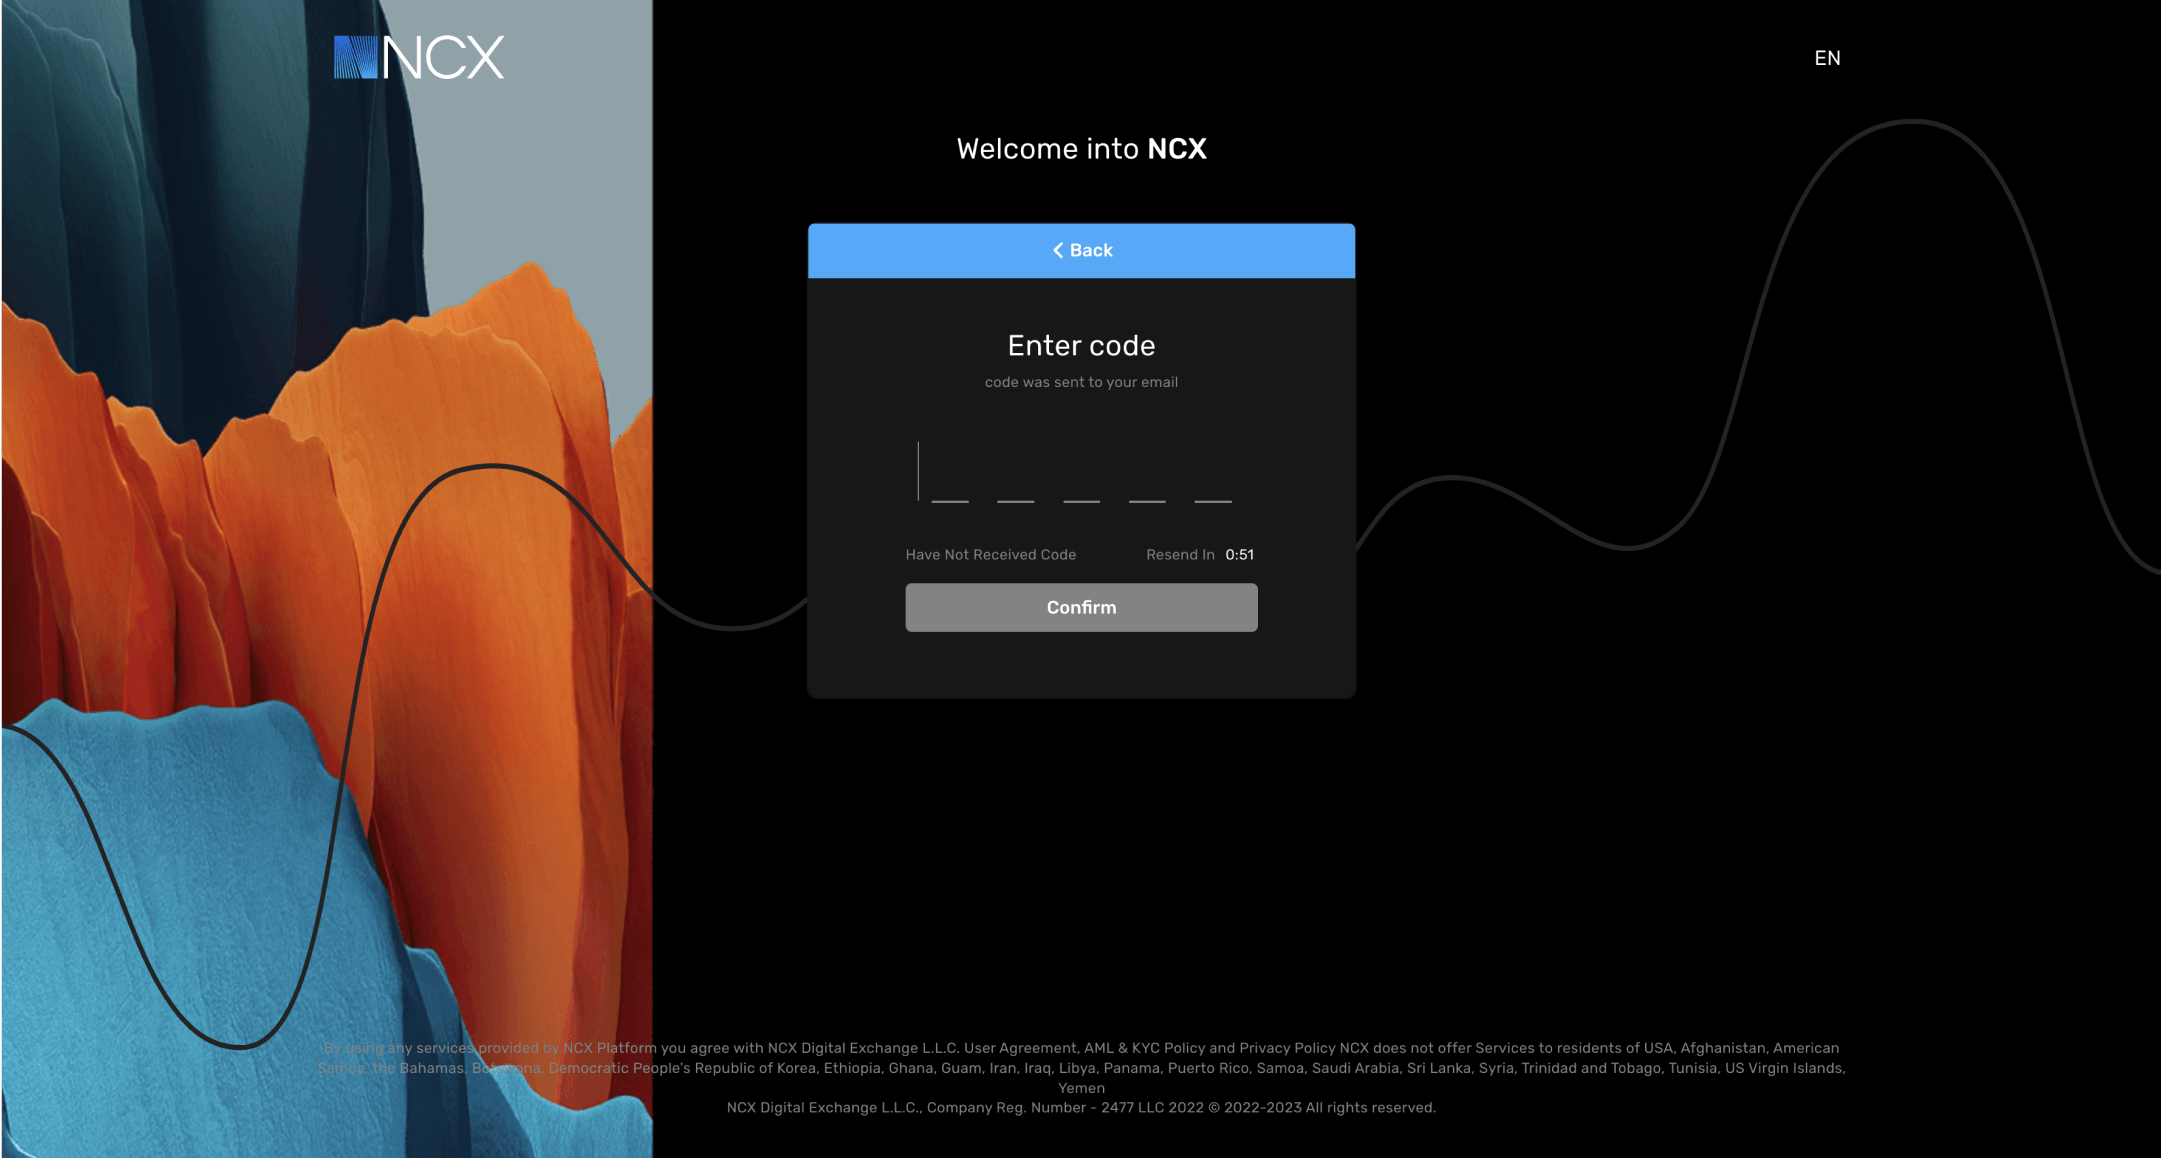 NCX
EN
Welcome into NCX
Back
Enter code
code was sent to your email
Have Not Received Code
Resend In 0:51
Confirm
By using any services provided by NCX Platform you agree with NCX Digital Exchange L.L.C. User Agreement, AML & KYC Policy and Privacy Policy NCX does not offer Services to residents of USA, Afghanistan, American
Samoa, the Bahamas, Botswana, Democratic People's Republic of Korea, Ethiopia, Ghana, Guam, Iran, Iraq, Libya, Panama, Puerto Rico, Samoa, Saudi Arabia, Sri Lanka, Syria, Trinidad and Tobago, Tunisia, US Virgin Islands,
Yemen
NCX Digital Exchange L.L.C., Company Reg. Number - 2477 LLC 2022 © 2022-2023 All rights reserved.